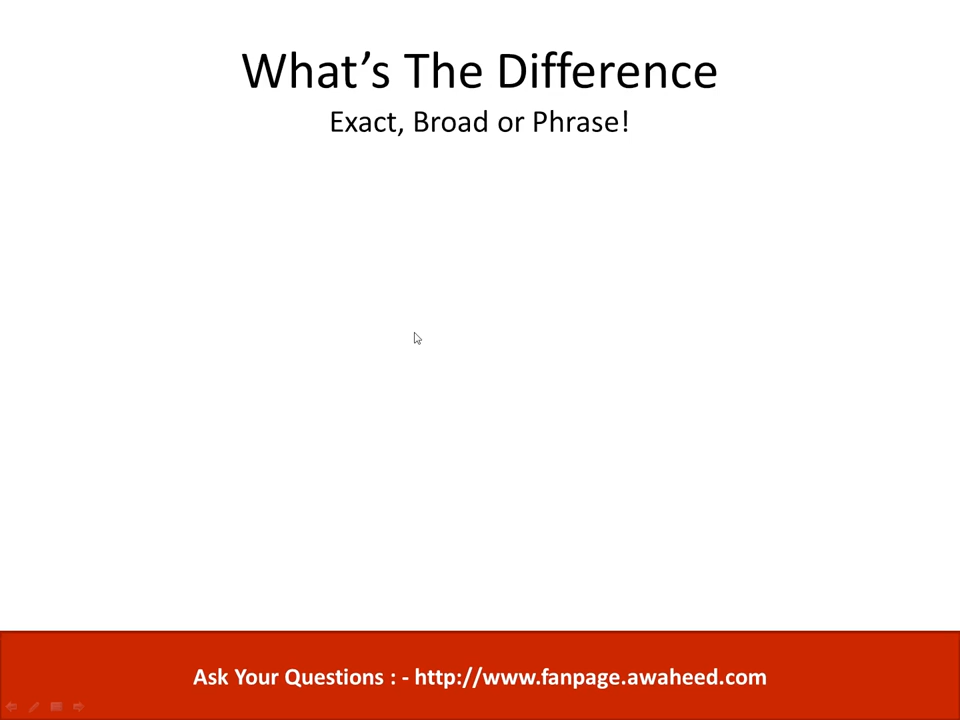 What’s The Difference
Exact, Broad or Phrase!
Ask Your Questions : - http://www.fanpage.awaheed.com